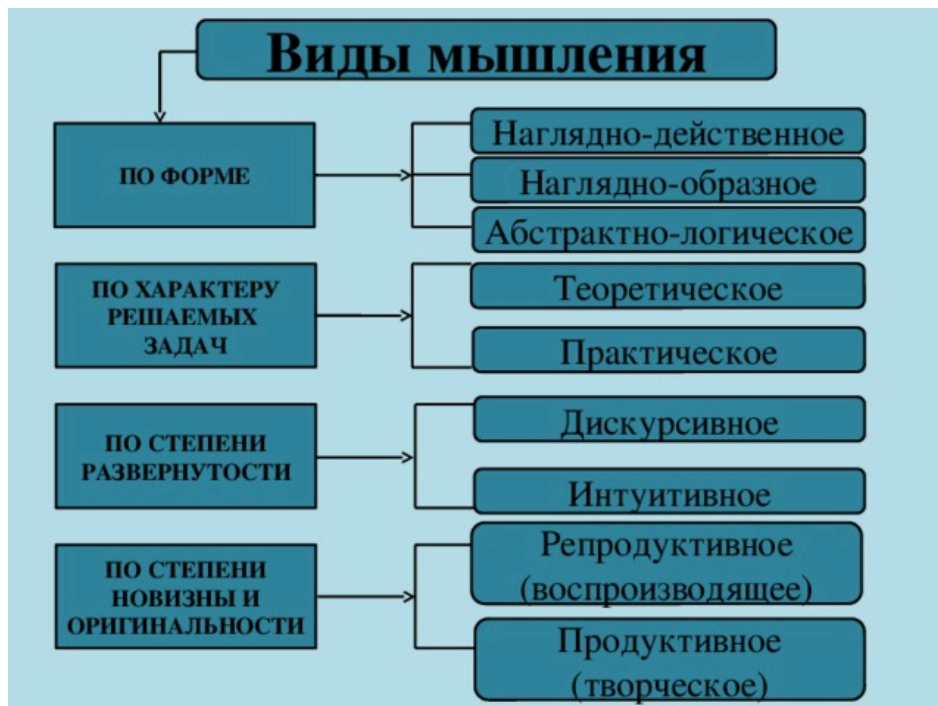 Виды мышления
ПО ФОРМЕ
Наглядно-действенное
Наглядно-образное
Абстрактно-логическое
ПО ХАРАКТЕРУ
РЕШАЕМЫХ
ЗАДАЧ
Теоретическое
Практическое
ПО СТЕПЕНИ
РАЗВЕРНУТОСТИ
Дискурсивное
Интуитивное
ПО СТЕПЕНИ
НОВИЗНЫ И
ОРИГИНАЛЬНОСТИ
Репродуктивное
(воспроизводящее)
Продуктивное
(творческое)